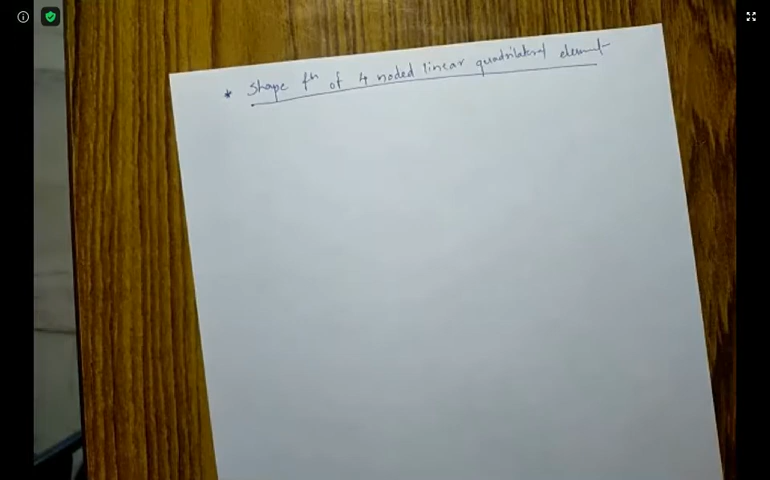 * Shape fn of 4 noded linear quadrilateral element